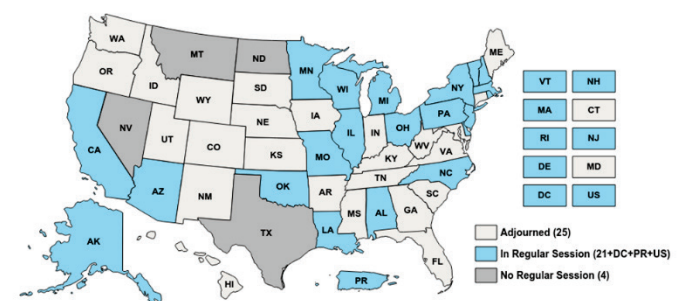 WA
MT
ND
ME
OR
MN
ID
SD
WI
NY
WY
MI
IA
PA
NE
NV
IL
IN
OH
UT
CO
WV
VA
CA
KS
MO
KY
NC
TN
AZ
OK
NM
AR
SC
MS
AL
GA
TX
LA
AK
FL
HI
PR
VT NH
MA CT
RI NJ
DE MD
DC US
Adjourned (25)
In Regular Session (21+DC+PR+US)
No Regular Session (4)